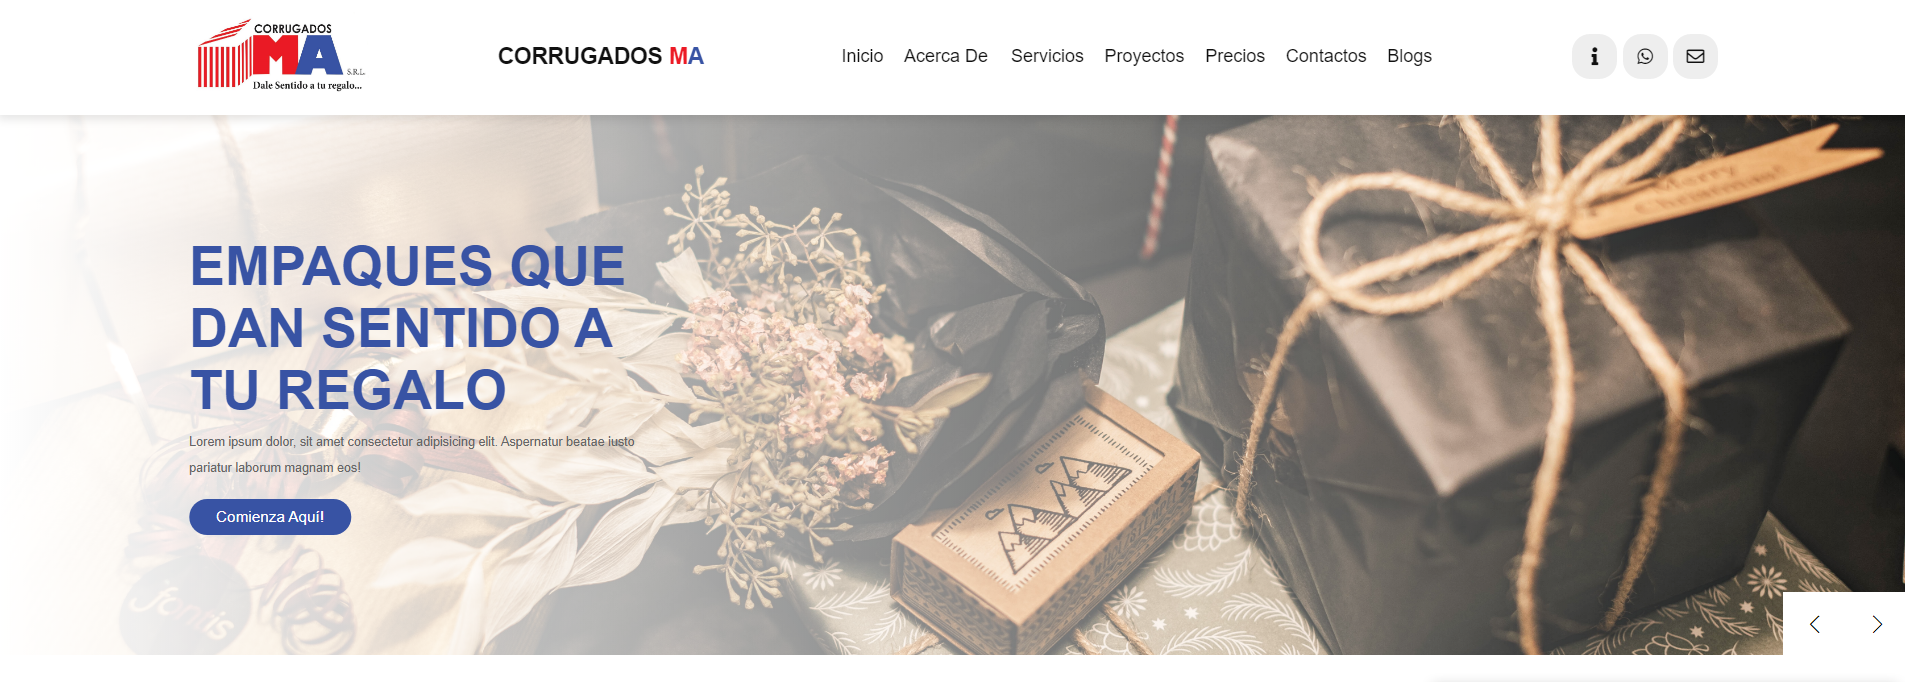 CORRUGADOS
MA
S.R.L.
Dale Sentido a tu regalo...
CORRUGADOS MA
Inicio Acerca De Servicios Proyectos Precios Contactos Blogs
Merry
Christmas!
EMPAQUES QUE
DAN SENTIDO A
TU REGALO
Lorem ipsum dolor, sit amet consectetur adipisicing elit. Aspernatur beatae iusto
pariatur laborum magnam eos!
Comienza Aquí!